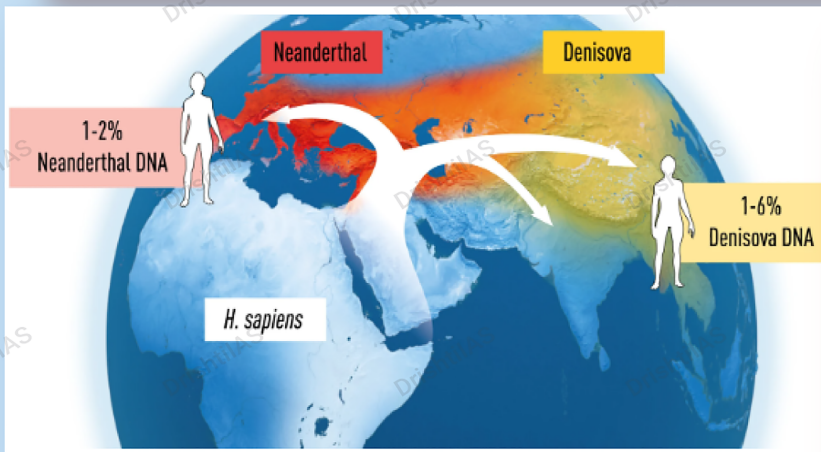 Neanderthal
Denisova
1-2%
Neanderthal DNA
1-6%
Denisova DNA
H. sapiens